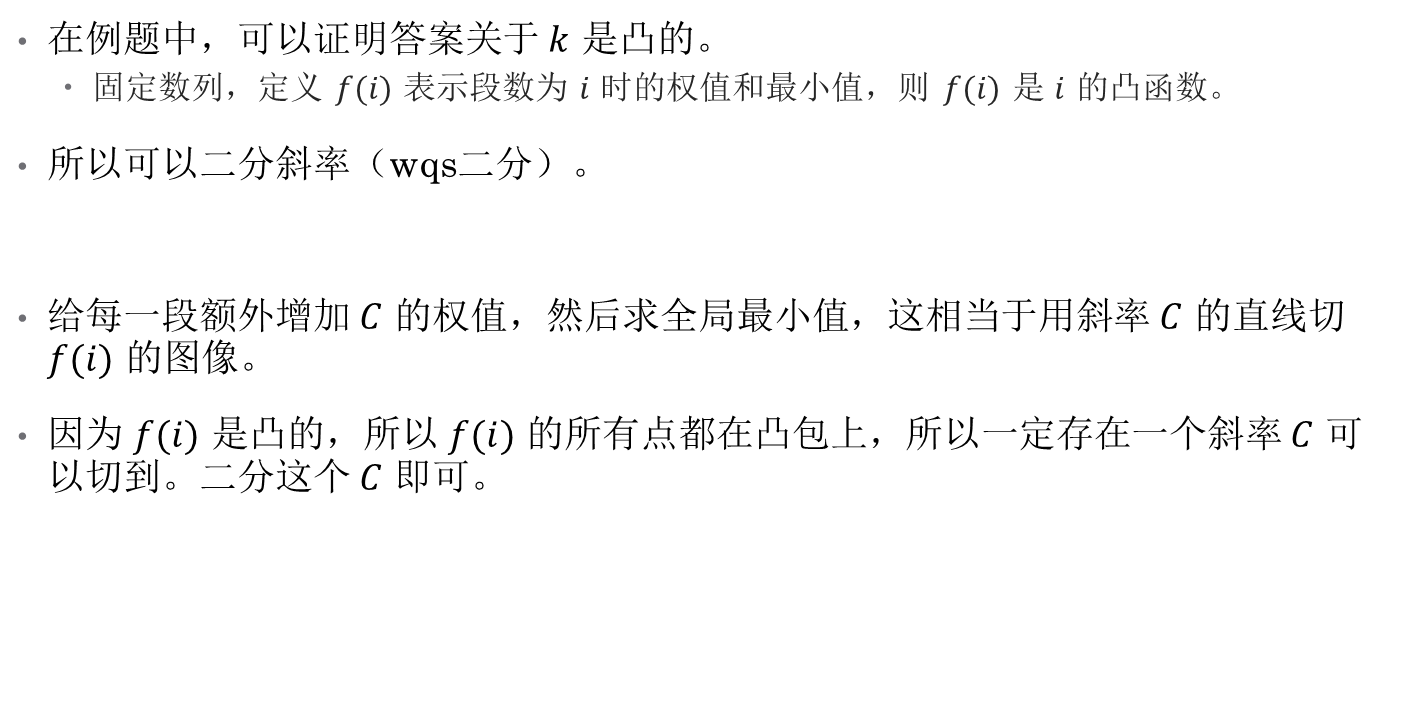 • 在例题中，可以证明答案关于 k 是凸的。
• 固定数列，定义 f(i) 表示段数为 i 时的权值和最小值，则 f(i) 是 i 的凸函数。
• 所以可以二分斜率（wqs二分）。
• 给每一段额外增加 C 的权值，然后求全局最小值，这相当于用斜率 C 的直线切
f(i) 的图像。
• 因为 f(i) 是凸的，所以 f(i) 的所有点都在凸包上，所以一定存在一个斜率 C 可
以切到。二分这个 C 即可。